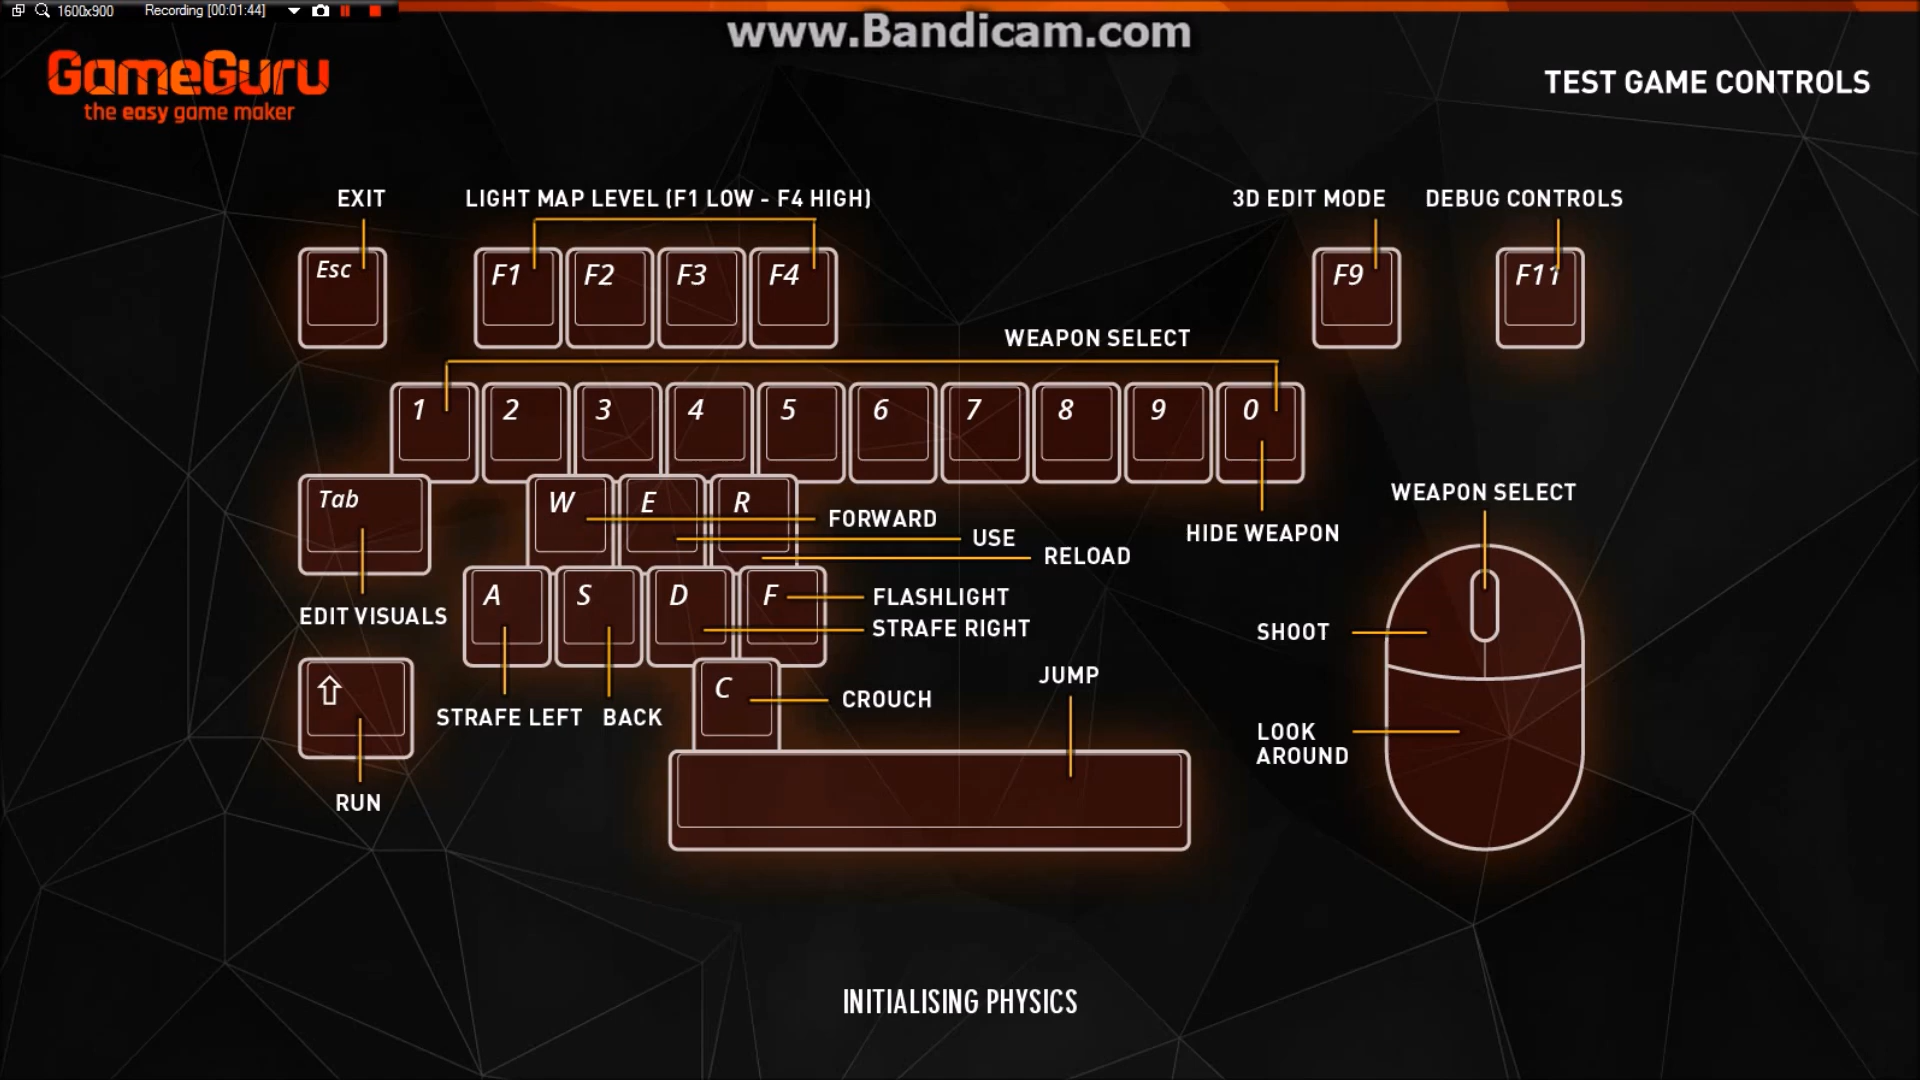 1600x900 Recording [00:01:44]
www.Bandicam.com
GameGuru
the easy game maker
TEST GAME CONTROLS
EXIT
LIGHT MAP LEVEL (F1 LOW - F4 HIGH)
3D EDIT MODE
DEBUG CONTROLS
Esc
F1
F2
F3
F4
F9
F11
WEAPON SELECT
1
2
3
4
5
6
7
8
9
0
Tab
W
E
R
FORWARD
USE
RELOAD
HIDE WEAPON
WEAPON SELECT
EDIT VISUALS
A
S
D
F
FLASHLIGHT
STRAFE RIGHT
SHOOT
STRAFE LEFT
BACK
C
CROUCH
JUMP
LOOK
AROUND
RUN
INITIALISING PHYSICS